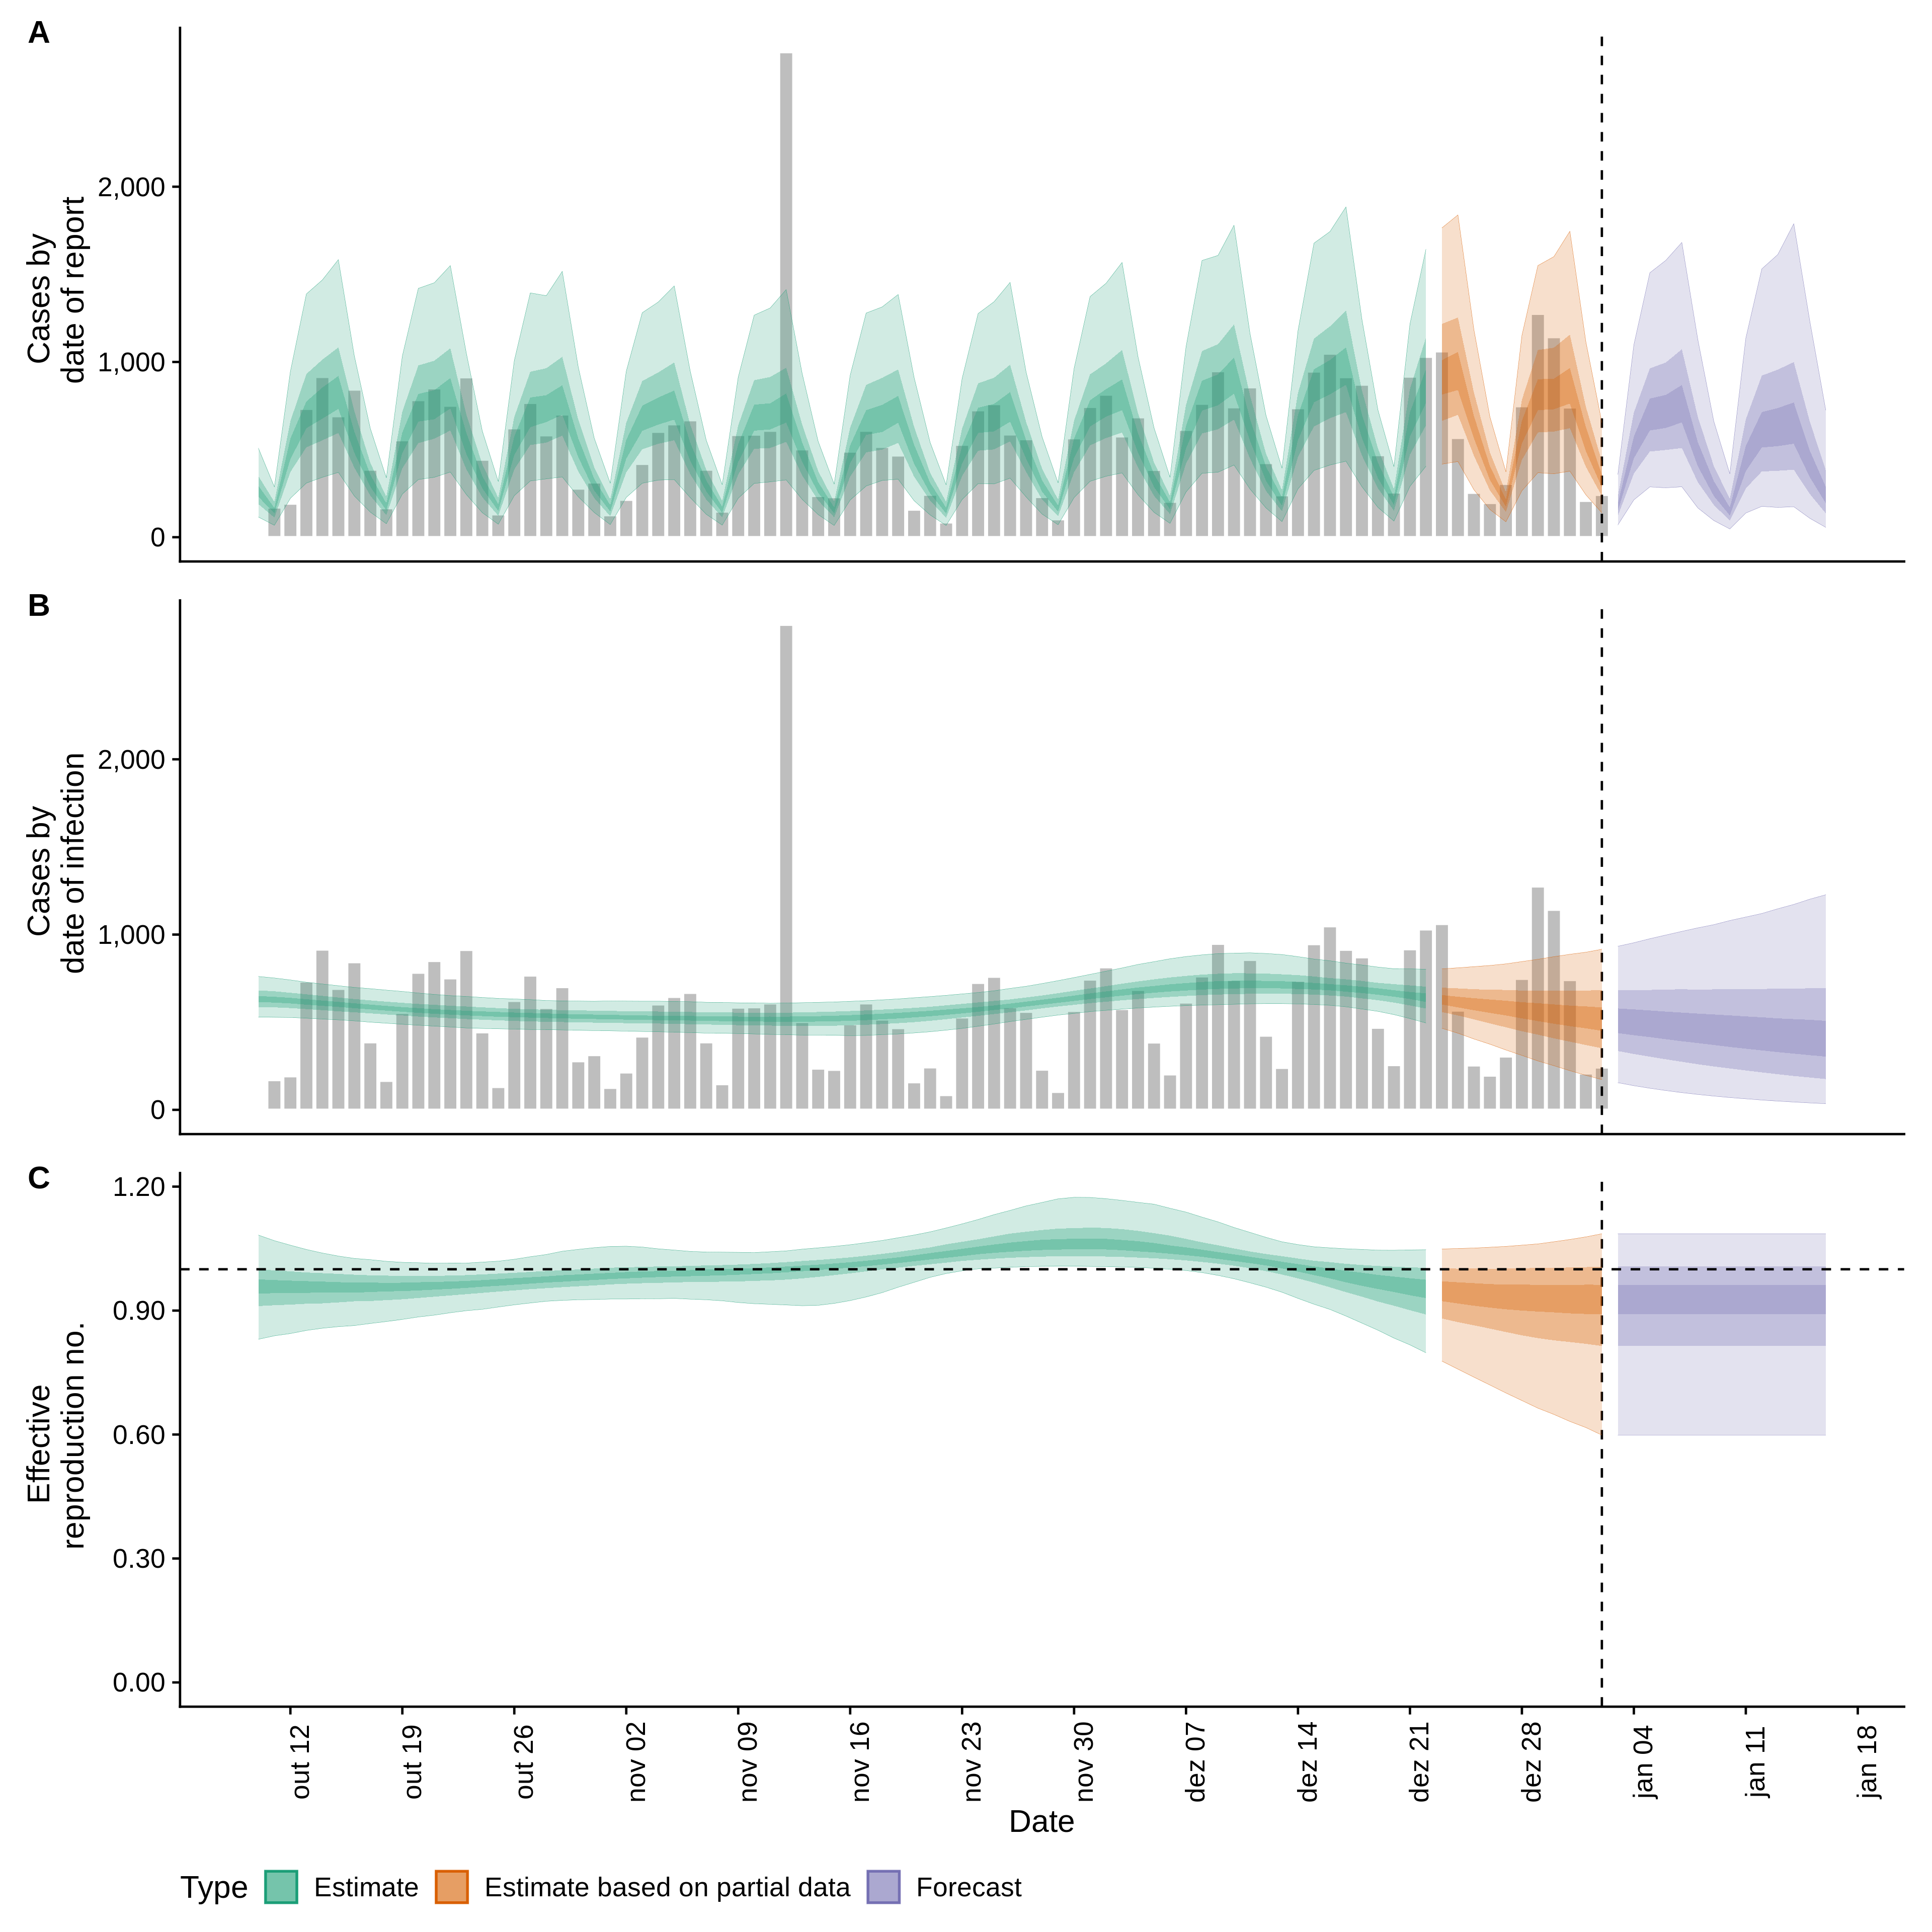 A
Cases by
date of report
2,000
1,000
0
B
Cases by
date of infection
2,000
1,000
0
C
Effective
reproduction no.
1.20
0.90
0.60
0.30
0.00
out 12
out 19
out 26
nov 02
nov 09
nov 16
nov 23
nov 30
dez 07
dez 14
dez 21
dez 28
jan 04
jan 11
jan 18
Date
Type Estimate Estimate based on partial data Forecast